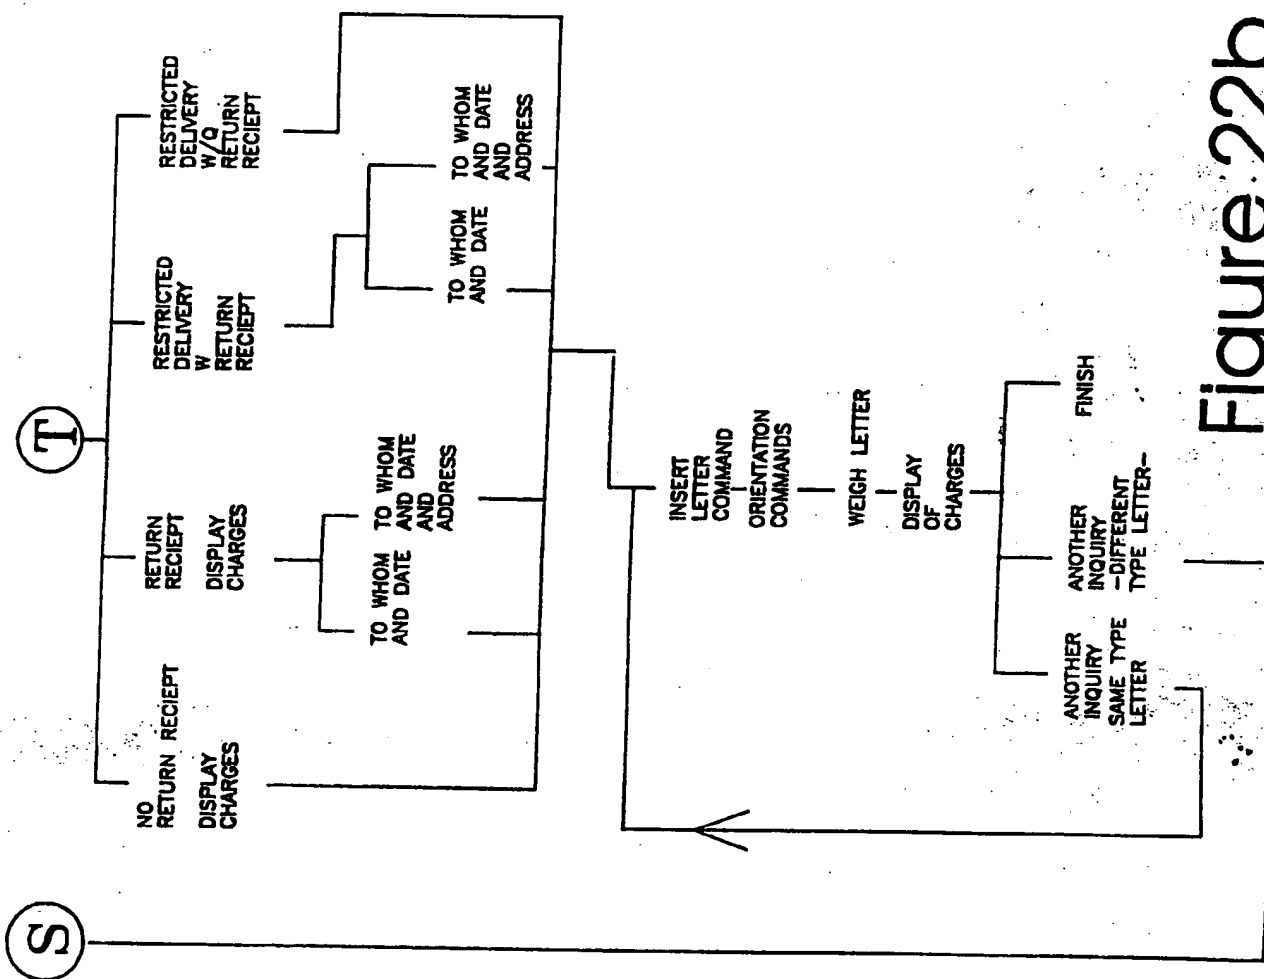 S
T
NO
RETURN RECIEPT
DISPLAY
CHARGES
RETURN
RECIEPT
DISPLAY
CHARGES
RESTRICTED
DELIVERY
W
RETURN
RECIEPT
RESTRICTED
DELIVERY
W/O
RETURN
RECIEPT
TO WHOM
AND DATE
TO WHOM
AND DATE
AND
ADDRESS
TO WHOM
AND DATE
TO WHOM
AND DATE
AND
ADDRESS
INSERT
LETTER
COMMAND
ORIENTATION
COMMANDS
WEIGH LETTER
DISPLAY
OF
CHARGES
ANOTHER
INQUIRY
SAME TYPE
LETTER
ANOTHER
INQUIRY
-DIFFERENT
TYPE LETTER-
FINISH
Figure 22b